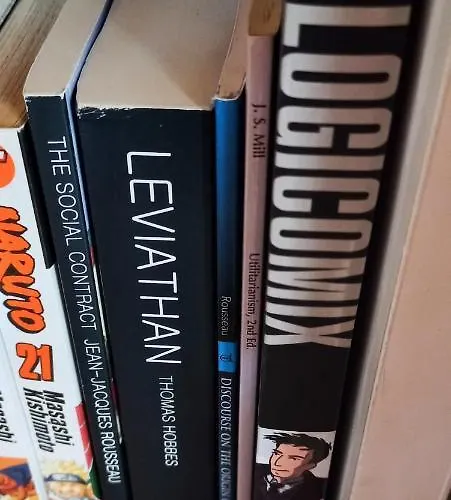 NARUTO
21
Masashi
Kishimoto
THE SOCIAL CONTRACT JEAN-JACQUES ROUSSEAU
LEVIATHAN THOMAS HOBBES
Rousseau DISCOURSE ON THE ORIGIN
J. S. Mill Utilitarianism, 2nd Ed.
LOGICOMIX